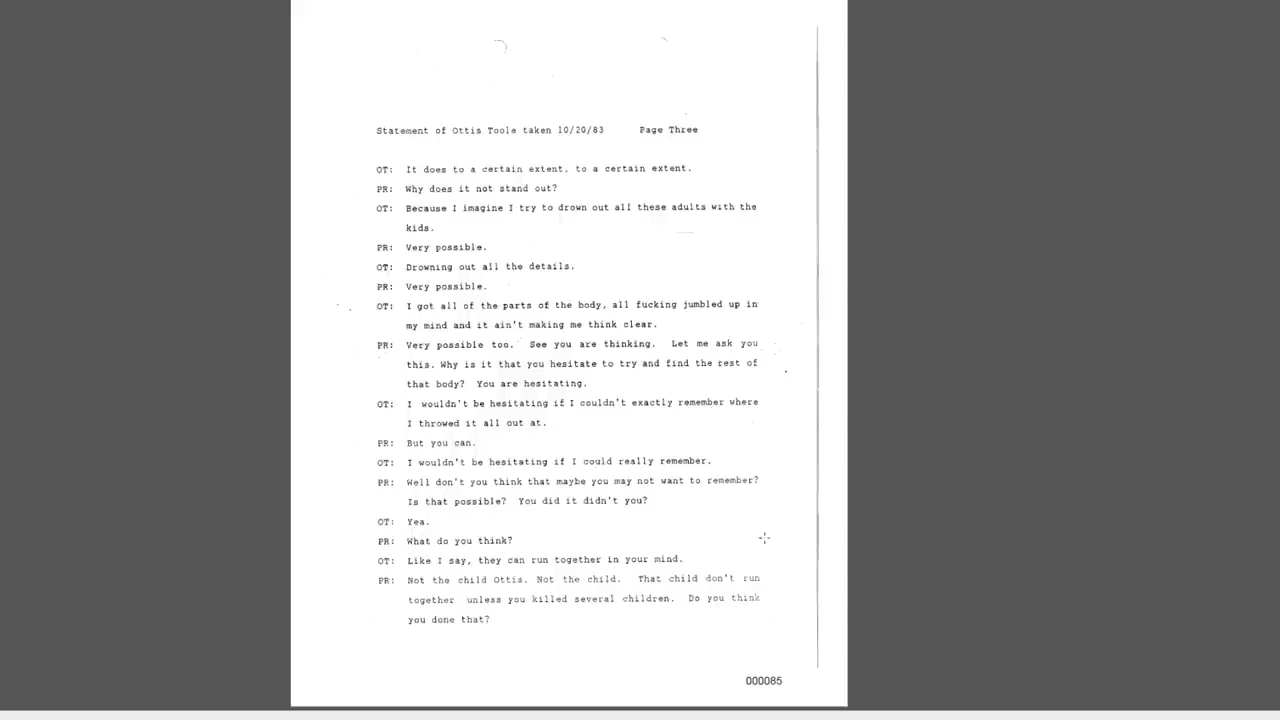 Statement of Ottis Toole taken 10/20/83 Page Three
OT: It does to a certain extent, to a certain extent.
PR: Why does it not stand out?
OT: Because I imagine I try to drown out all these adults with the
kids.
PR: Very possible.
OT: Drowning out all the details.
PR: Very possible.
OT: I got all of the parts of the body, all fucking jumbled up in
my mind and it ain't making me think clear.
PR: Very possible too. See you are thinking. Let me ask you
this. Why is it that you hesitate to try and find the rest of
that body? You are hesitating.
OT: I wouldn't be hesitating if I couldn't exactly remember where
I throwed it all out at.
PR: But you can.
OT: I wouldn't be hesitating if I could really remember.
PR: Well don't you think that maybe you may not want to remember?
Is that possible? You did it didn't you?
OT: Yea.
PR: What do you think?
OT: Like I say, they can run together in your mind.
PR: Not the child Ottis. Not the child. That child don't run
together unless you killed several children. Do you think
you done that?
000085